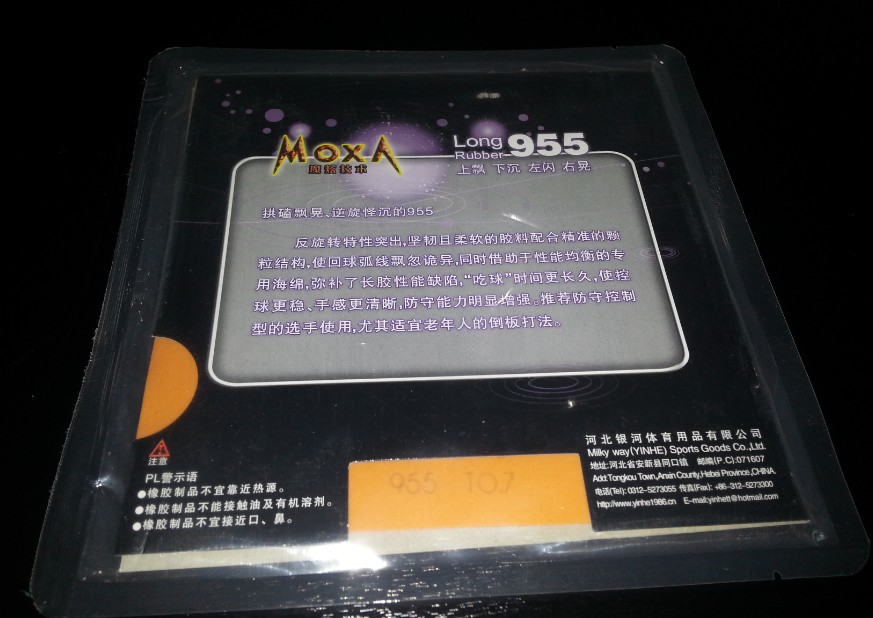 MOXA
魔煞技术
Long
Rubber
955
上飘 下沉 左闪 右晃
拱磕飘晃、逆旋怪沉的955
反旋转特性突出,坚韧且柔软的胶料配合精准的颗
粒结构,使回球弧线飘忽诡异,同时借助于性能均衡的专
用海绵,弥补了长胶性能缺陷,“吃球”时间更长久,使控
球更稳、手感更清晰,防守能力明显增强。推荐防守控制
型的选手使用,尤其适宜老年人的倒板打法。
注意
PL警示语
●橡胶制品不宜靠近热源。
●橡胶制品不能接触油及有机溶剂。
●橡胶制品不宜接近口、鼻。
955 T07
河北银河体育用品有限公司
Milky way(YINHE) Sports Goods Co.,Ltd.
地址:河北省安新县同口镇 邮编(P.C):071607
Add:Tongkou Town,Anxin County,Hebei Province,CHINA
电话(Tel): 0312-5273055 传真(Fax): +86-312-5273300
http://www.yinhe1986.cn E-mail:yinhett@hotmail.com